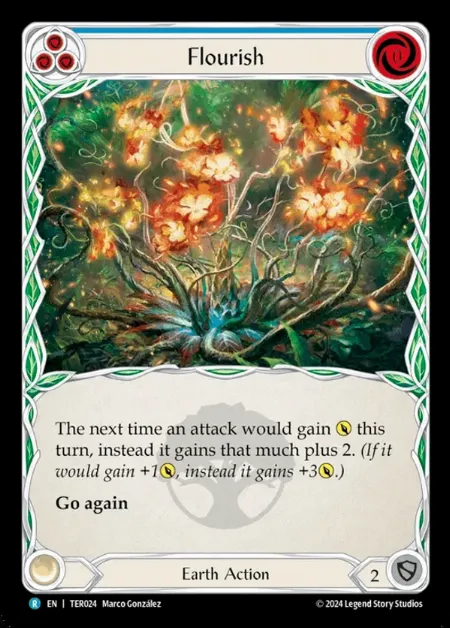 Flourish
The next time an attack would gain this
turn, instead it gains that much plus 2. (If it
would gain +1, instead it gains +3.)
Go again
Earth Action
2
R EN | TER024 Marco González
© 2024 Legend Story Studios